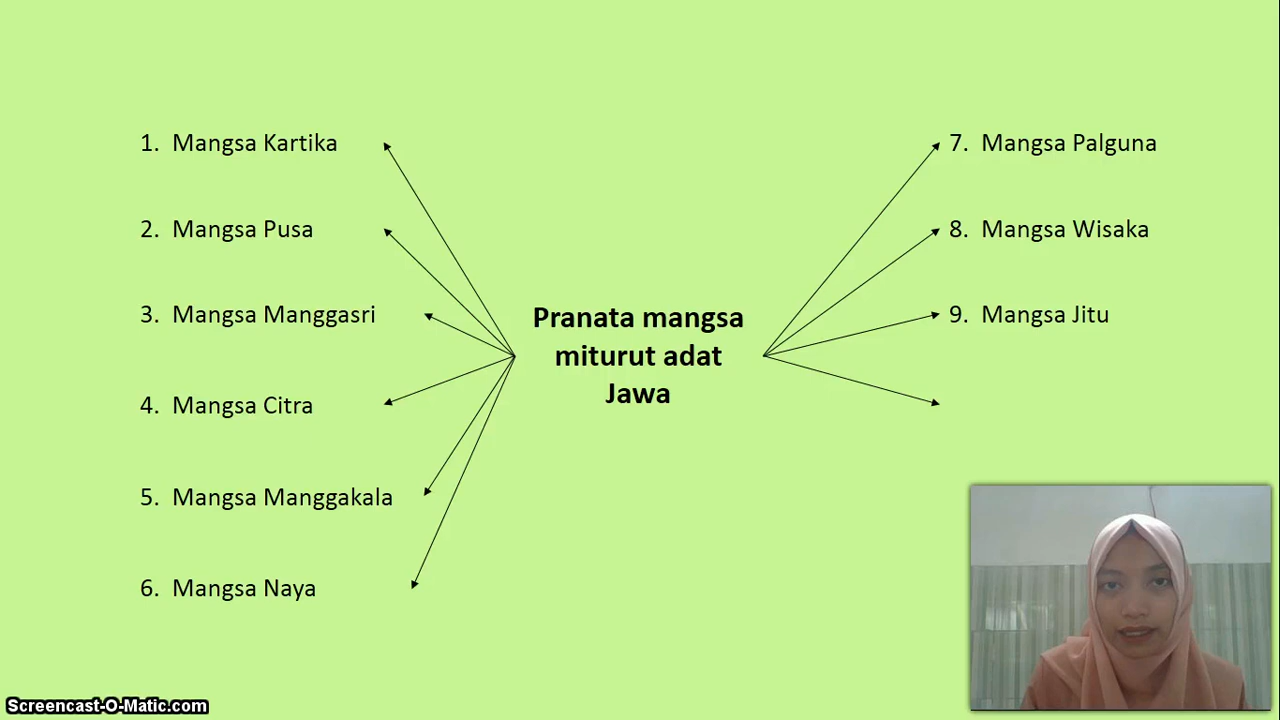 1. Mangsa Kartika
2. Mangsa Pusa
3. Mangsa Manggasri
4. Mangsa Citra
5. Mangsa Manggakala
6. Mangsa Naya
Pranata mangsa
miturut adat
Jawa
7. Mangsa Palguna
8. Mangsa Wisaka
9. Mangsa Jitu
Screencast-O-Matic.com